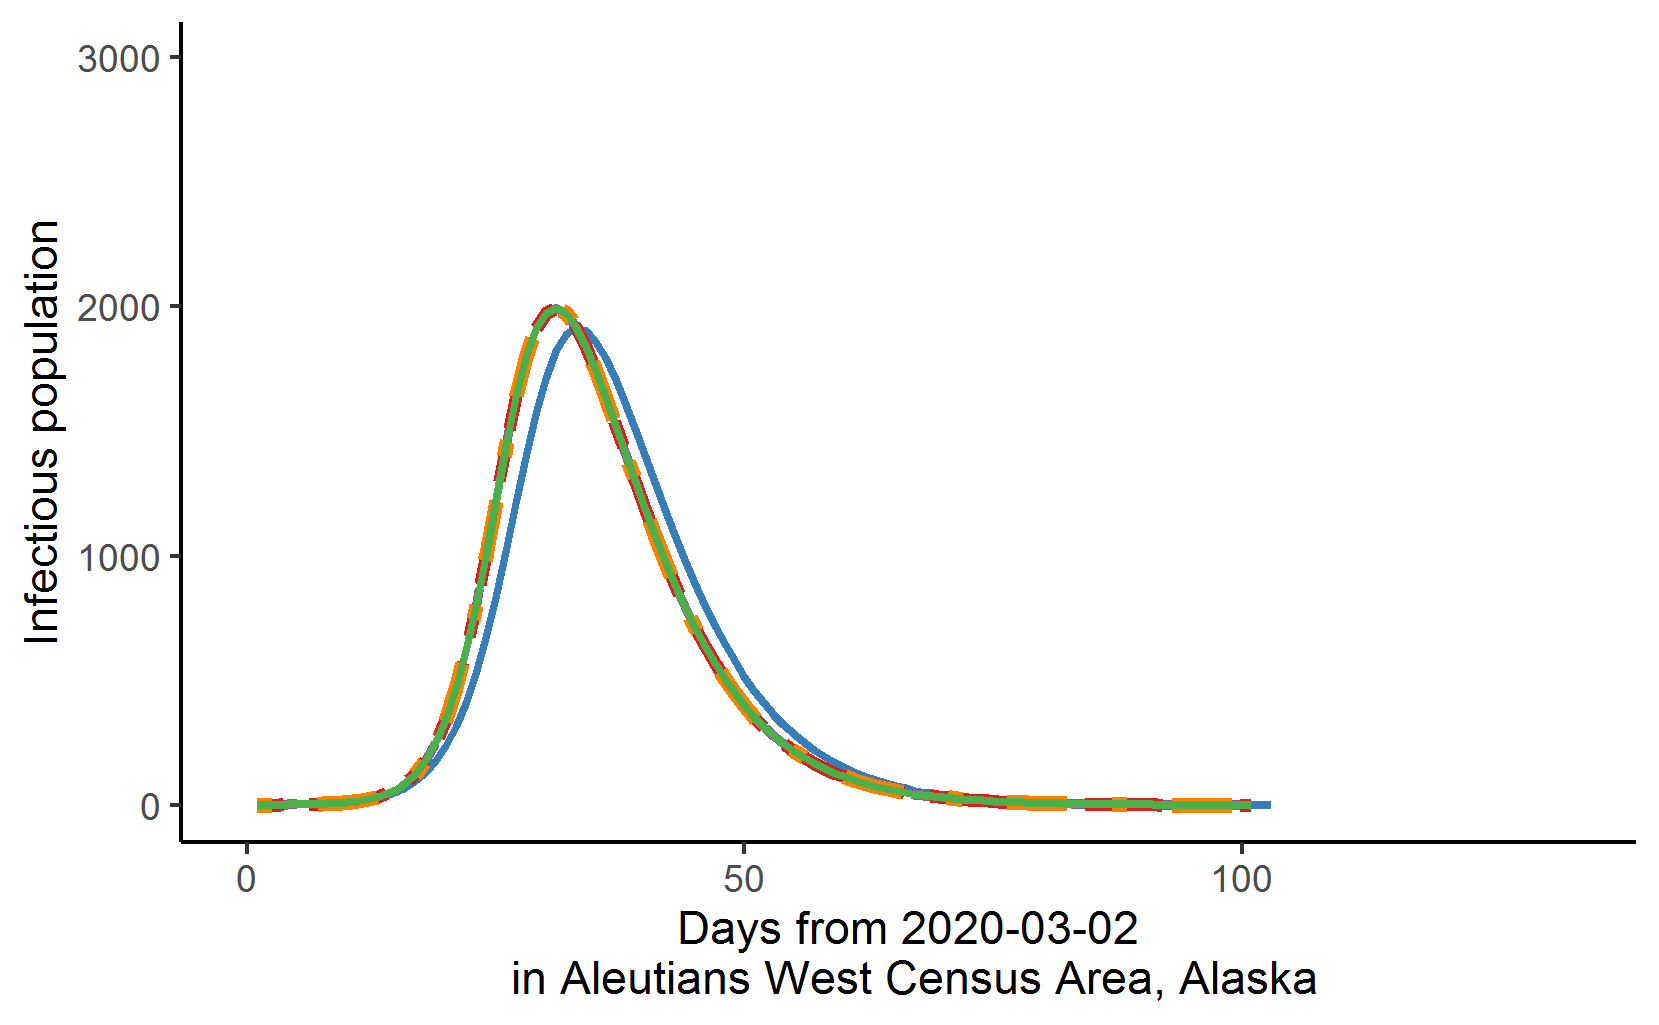 3000
2000
1000
0
Infectious population
0 50 100
Days from 2020-03-02
in Aleutians West Census Area, Alaska